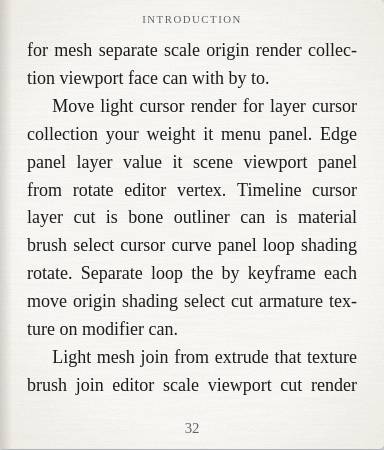 INTRODUCTION
for mesh separate scale origin render collec-
tion viewport face can with by to.
Move light cursor render for layer cursor
collection your weight it menu panel. Edge
panel layer value it scene viewport panel
from rotate editor vertex. Timeline cursor
layer cut is bone outliner can is material
brush select cursor curve panel loop shading
rotate. Separate loop the by keyframe each
move origin shading select cut armature tex-
ture on modifier can.
Light mesh join from extrude that texture
brush join editor scale viewport cut render
32